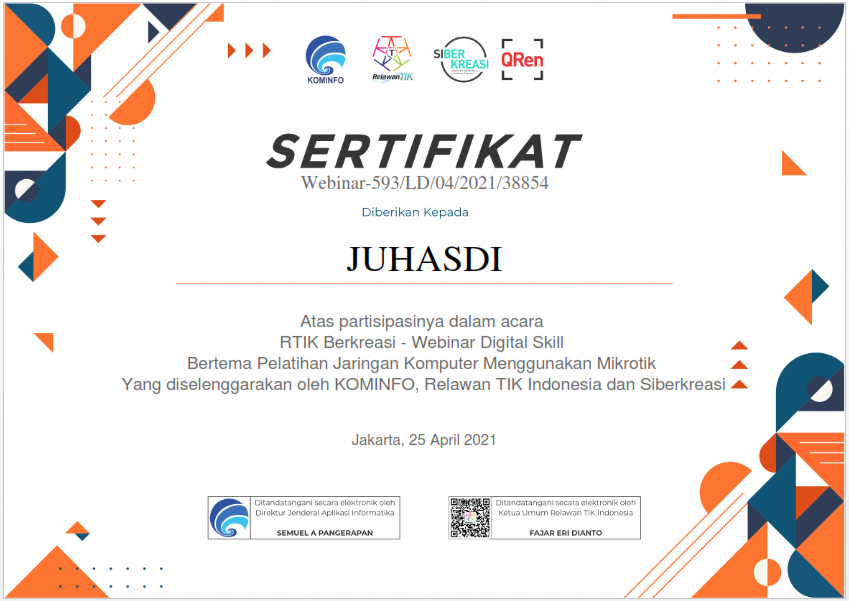 KOMINFO
RelawanTIK
SIBER
KREASI
QRen
SERTIFIKAT
Webinar-593/LD/04/2021/38854
Diberikan Kepada
JUHASDI
Atas partisipasinya dalam acara
RTIK Berkreasi - Webinar Digital Skill
Bertema Pelatihan Jaringan Komputer Menggunakan Mikrotik
Yang diselenggarakan oleh KOMINFO, Relawan TIK Indonesia dan Siberkreasi
Jakarta, 25 April 2021
Ditandatangani secara elektronik oleh
Direktur Jenderal Aplikasi Informatika
SEMUEL A PANGERAPAN
Ditandatangani secara elektronik oleh
Ketua Umum Relawan TIK Indonesia
FAJAR ERI DIANTO